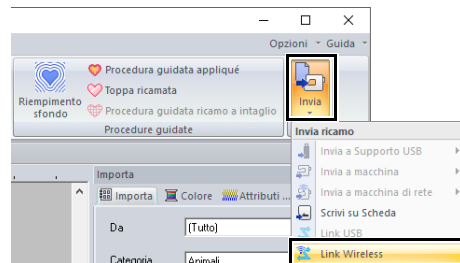 Opzioni Guida
Procedura guidata appliqué
Toppa ricamata
Riempimento sfondo
Procedura guidata ricamo a intaglio
Procedure guidate
Invia
Invia ricamo
Invia a Supporto USB
Invia a macchina
Invia a macchina di rete
Scrivi su Scheda
Link USB
Link Wireless
Importa
Importa Colore Attributi ...
Da (Tutto)
Categoria Animali